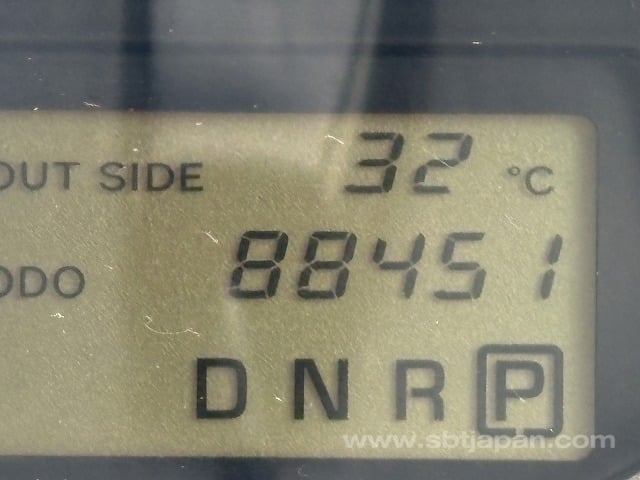 OUT SIDE 32 °C
ODO 88451
D N R P
www.sbtjapan.com